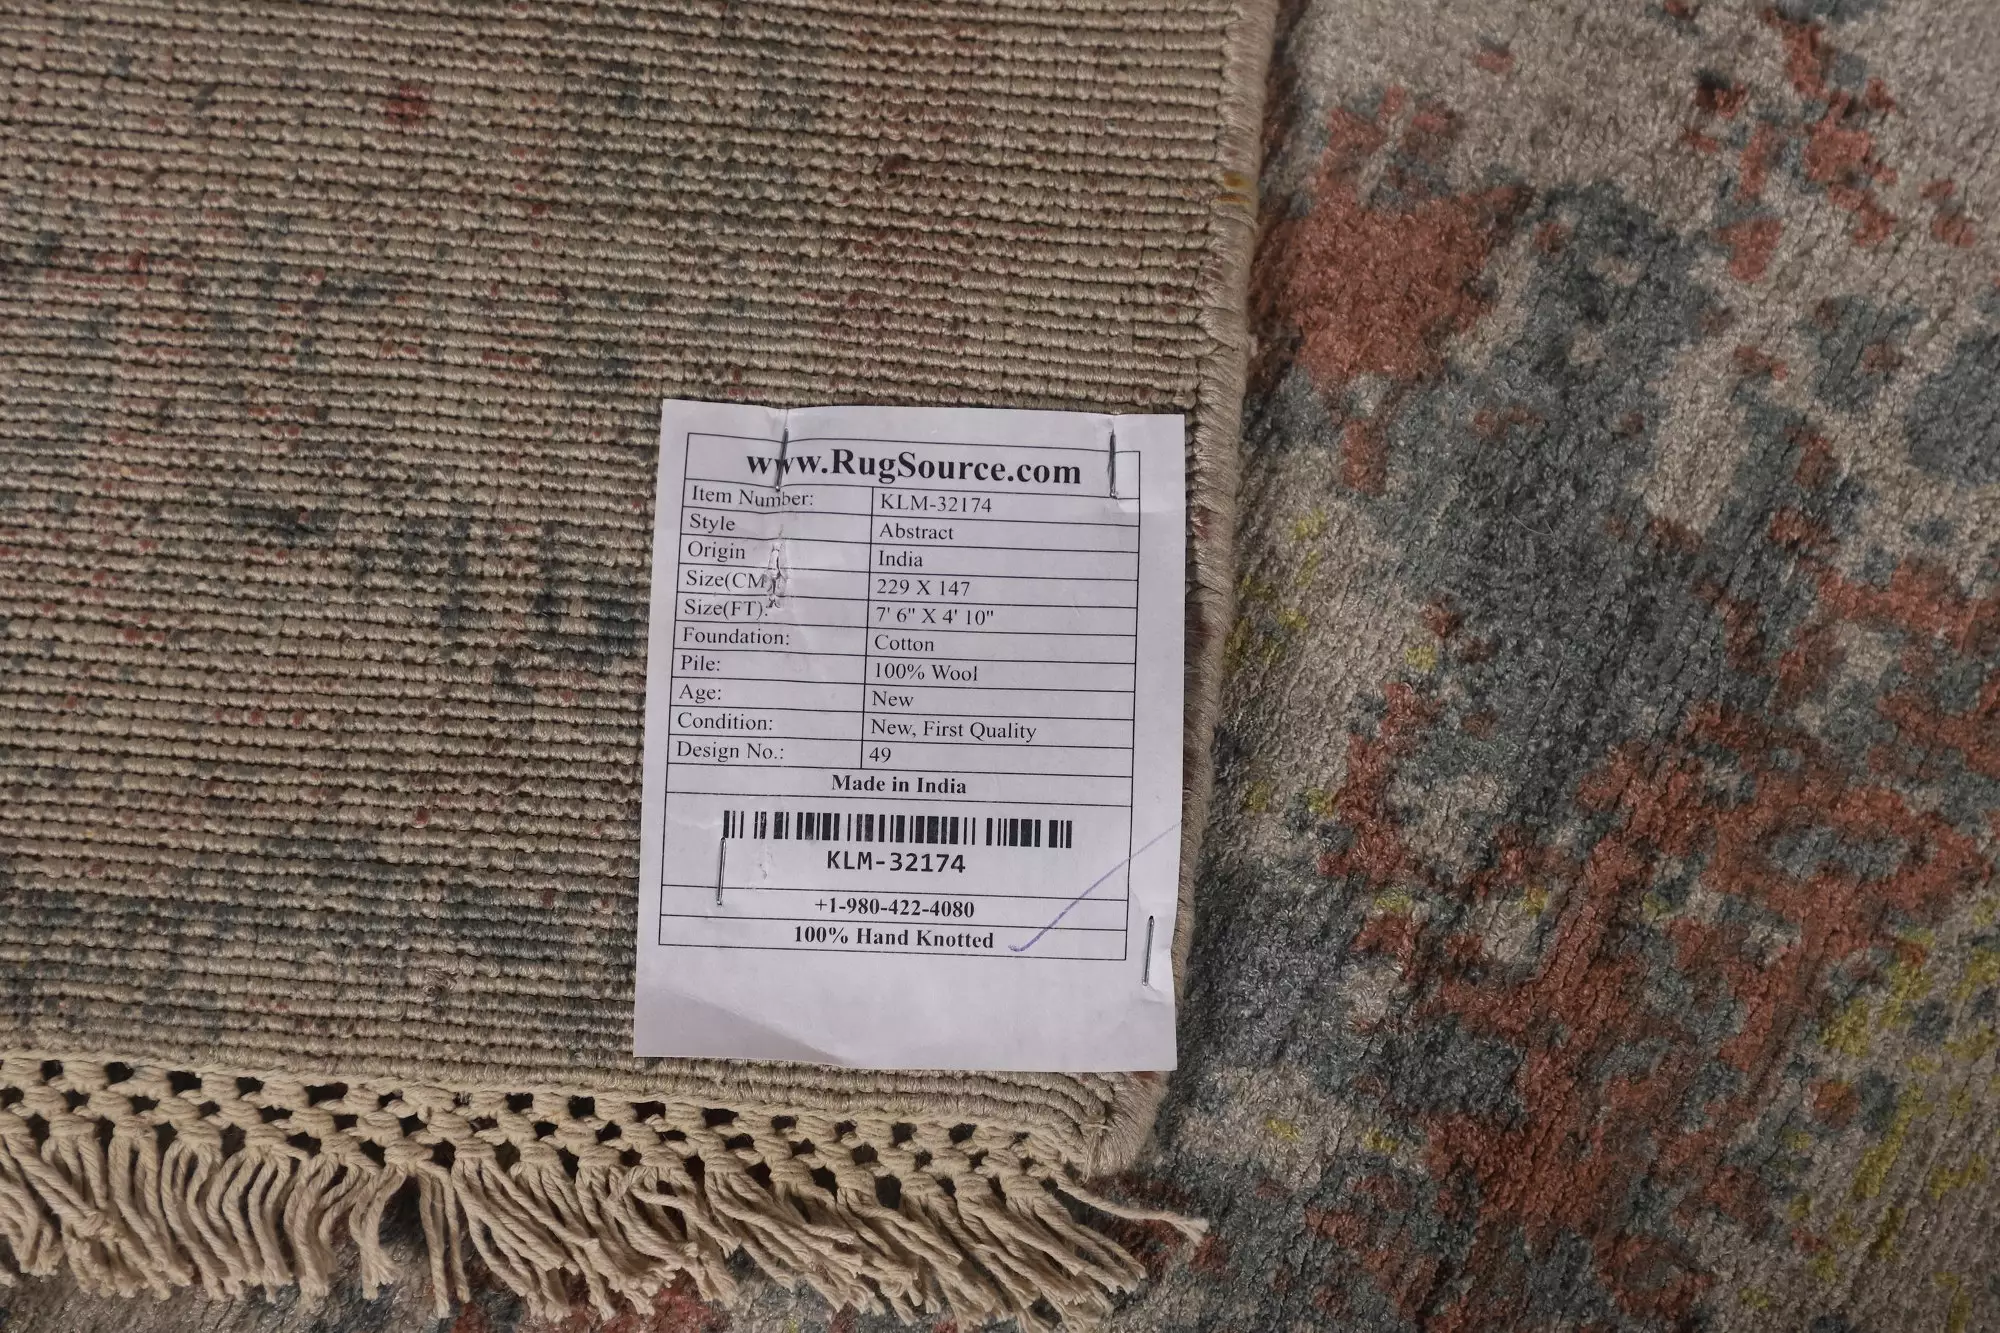 www.RugSource.com
Item Number: KLM-32174
Style Abstract
Origin India
Size(CM): 229 X 147
Size(FT): 7' 6" X 4' 10"
Foundation: Cotton
Pile: 100% Wool
Age: New
Condition: New, First Quality
Design No.: 49
Made in India
KLM-32174
+1-980-422-4080
100% Hand Knotted